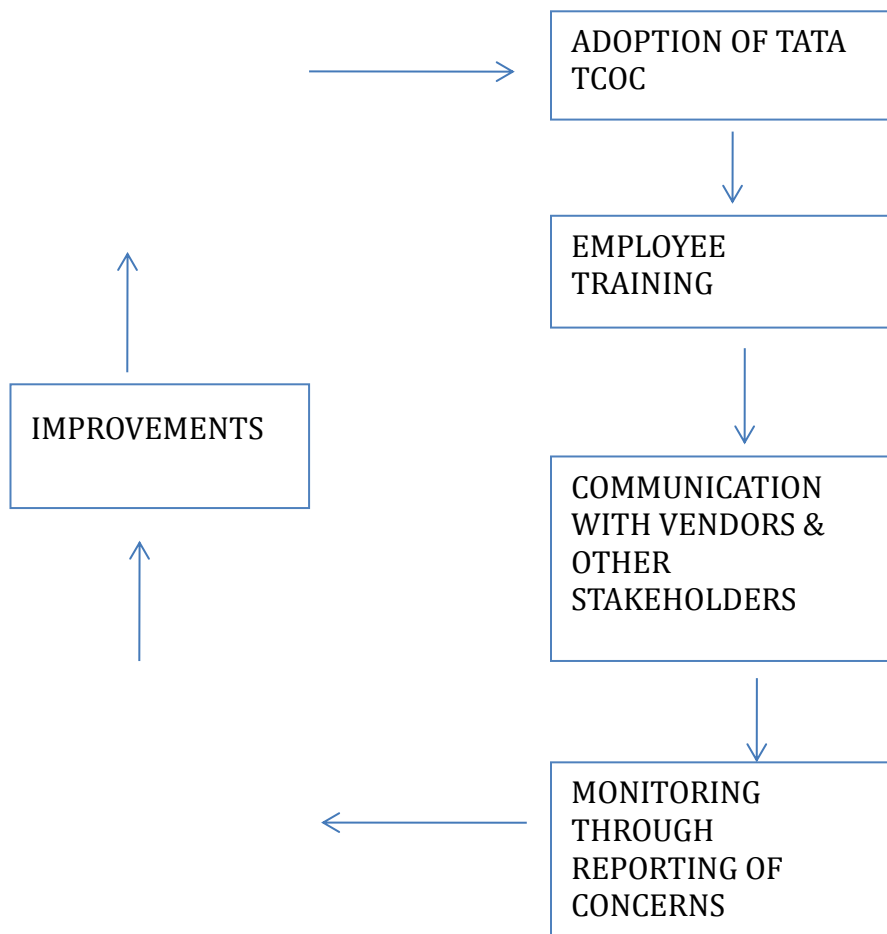 ADOPTION OF TATA
TCOC
EMPLOYEE
TRAINING
IMPROVEMENTS
COMMUNICATION
WITH VENDORS &
OTHER
STAKEHOLDERS
MONITORING
THROUGH
REPORTING OF
CONCERNS